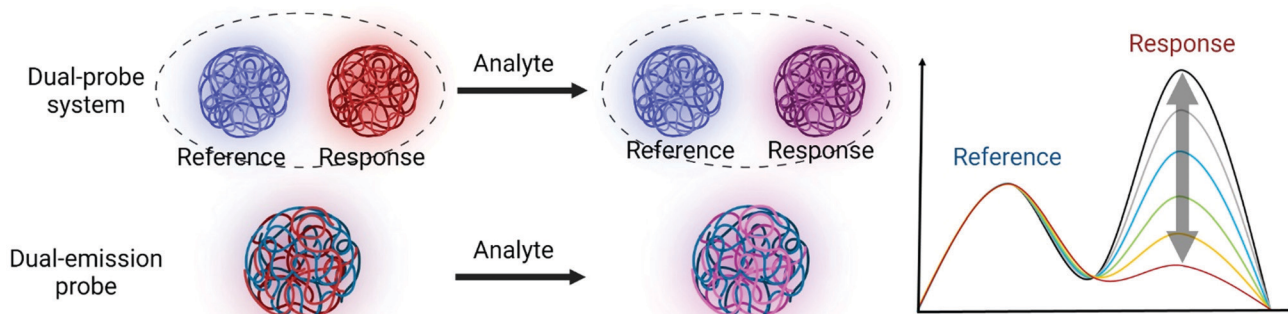 Dual-probe
system
Analyte
Reference
Response
Reference
Response
Dual-emission
probe
Analyte
Response
Reference